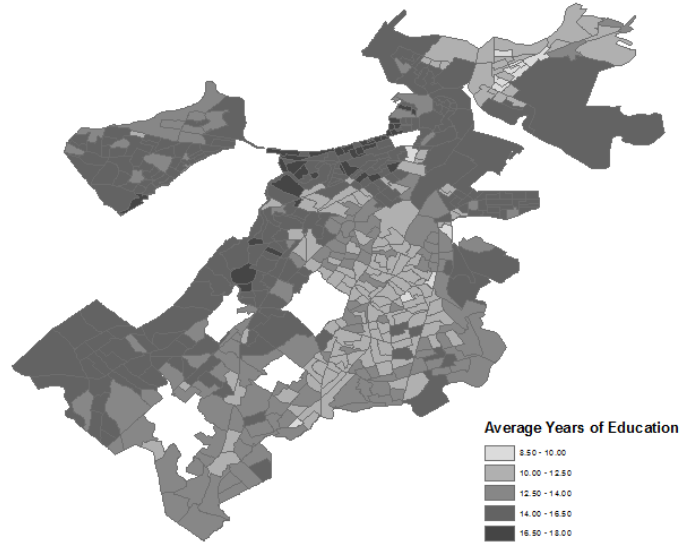 Average Years of Education
8.50 - 10.00
10.00 - 12.50
12.50 - 14.00
14.00 - 16.50
16.50 - 18.00